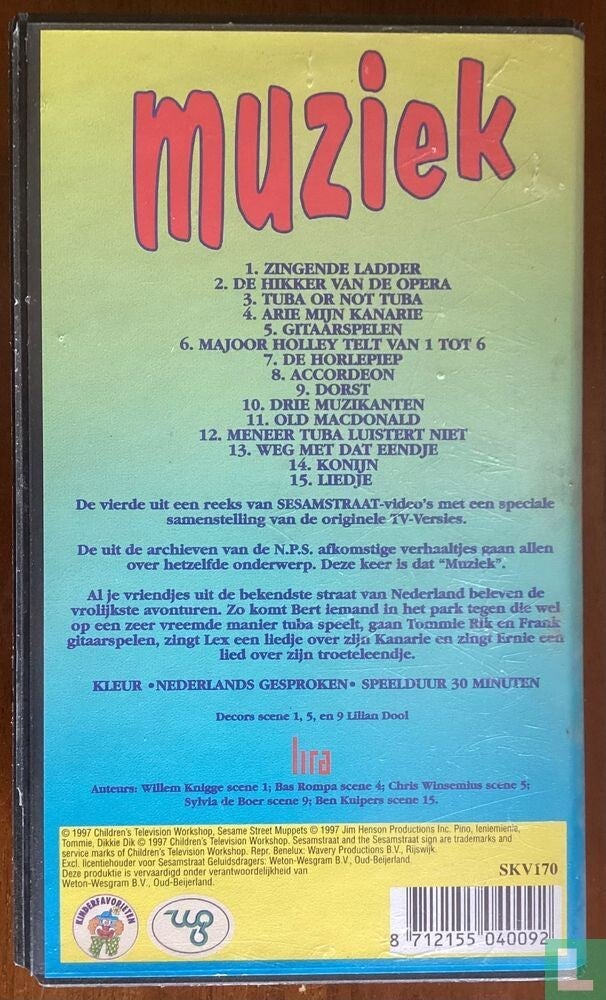 muziek
1. ZINGENDE LADDER
2. DE HIKKER VAN DE OPERA
3. TUBA OR NOT TUBA
4. ARIE MIJN KANARIE
5. GITAARSPELEN
6. MAJOOR HOLLEY TELT VAN 1 TOT 6
7. DE HORLEPIEP
8. ACCORDEON
9. DORST
10. DRIE MUZIKANTEN
11. OLD MACDONALD
12. MENEER TUBA LUISTERT NIET
13. WEG MET DAT EENDJE
14. KONIJN
15. LIEDJE
De vierde uit een reeks van SESAMSTRAAT-video's met een speciale
samenstelling van de originele TV-Versies.
De uit de archieven van de N.P.S. afkomstige verhaaltjes gaan allen
over hetzelfde onderwerp. Deze keer is dat "Muziek".
Al je vriendjes uit de bekendste straat van Nederland beleven de
vrolijkste avonturen. Zo komt Bert iemand in het park tegen die wel
op een zeer vreemde manier tuba speelt, gaan Tommie Rik en Frank
gitaarspelen, zingt Lex een liedje over zijn Kanarie en zingt Ernie een
lied over zijn troeteleendje.
KLEUR •NEDERLANDS GESPROKEN• SPEELDUUR 30 MINUTEN
Decors scene 1, 5, en 9 Lilian Dool
lira
Auteurs: Willem Knigge scene 1; Bas Rompa scene 4; Chris Winsemius scene 5;
Sylvia de Boer scene 9; Ben Kuipers scene 15.
© 1997 Children's Television Workshop, Sesame Street Muppets © 1997 Jim Henson Productions Inc. Pino, Ieniemienie,
Tommie, Dikkie Dik © 1997 Children's Television Workshop. Sesamstraat and the Sesamstraat sign are trademarks and
service marks of Children's Television Workshop. Repr. Benelux: Wavery Productions B.V., Rijswijk.
Excl. licentiehouder voor Sesamstraat Geluidsdragers: Weton-Wesgram B.V., Oud-Beijerland.
Deze produktie is vervaardigd onder verantwoordelijkheid van
Weton-Wesgram B.V., Oud-Beijerland.
SKV170
KINDERFAVORIETEN
wg
8 712155 040092
L